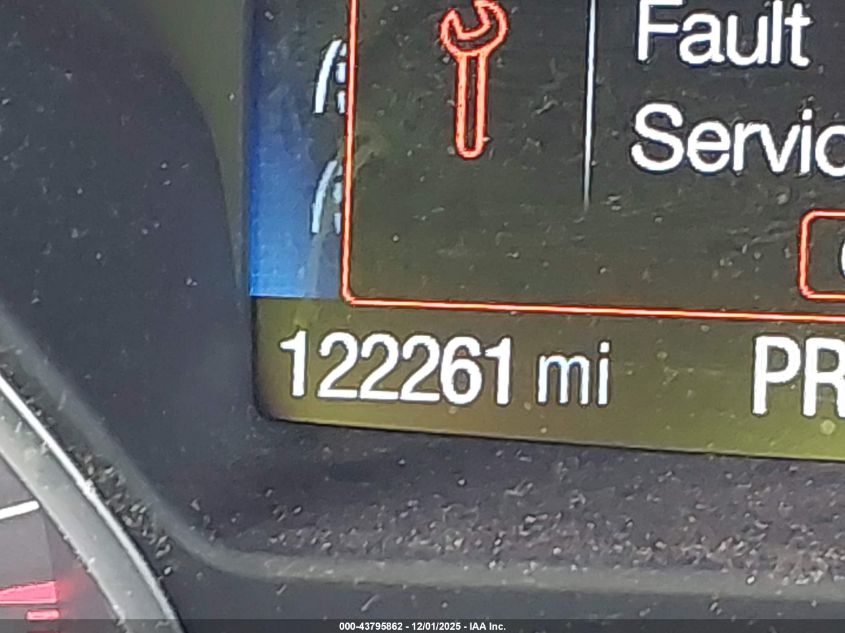 Fault
Servic
122261 mi PR
000-43795862 - 12/01/2025 - IAA Inc.